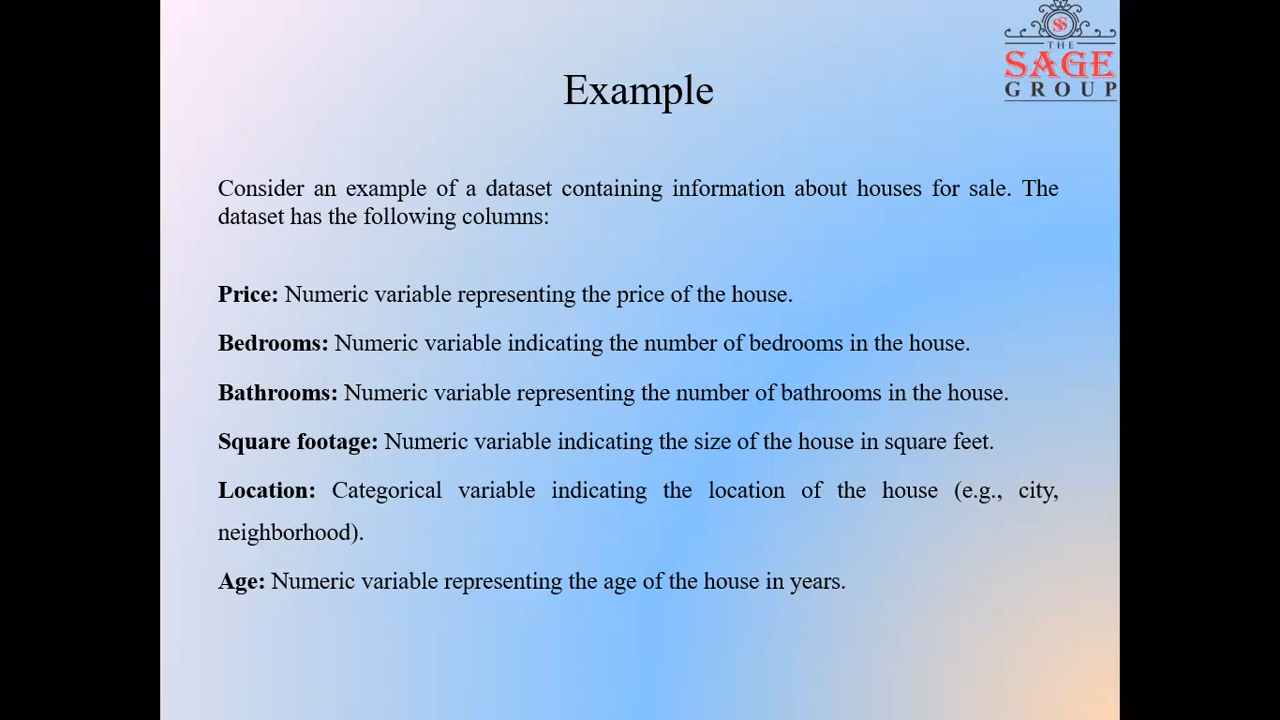 THE
SAGE
GROUP
Example
Consider an example of a dataset containing information about houses for sale. The
dataset has the following columns:
Price: Numeric variable representing the price of the house.
Bedrooms: Numeric variable indicating the number of bedrooms in the house.
Bathrooms: Numeric variable representing the number of bathrooms in the house.
Square footage: Numeric variable indicating the size of the house in square feet.
Location: Categorical variable indicating the location of the house (e.g., city,
neighborhood).
Age: Numeric variable representing the age of the house in years.